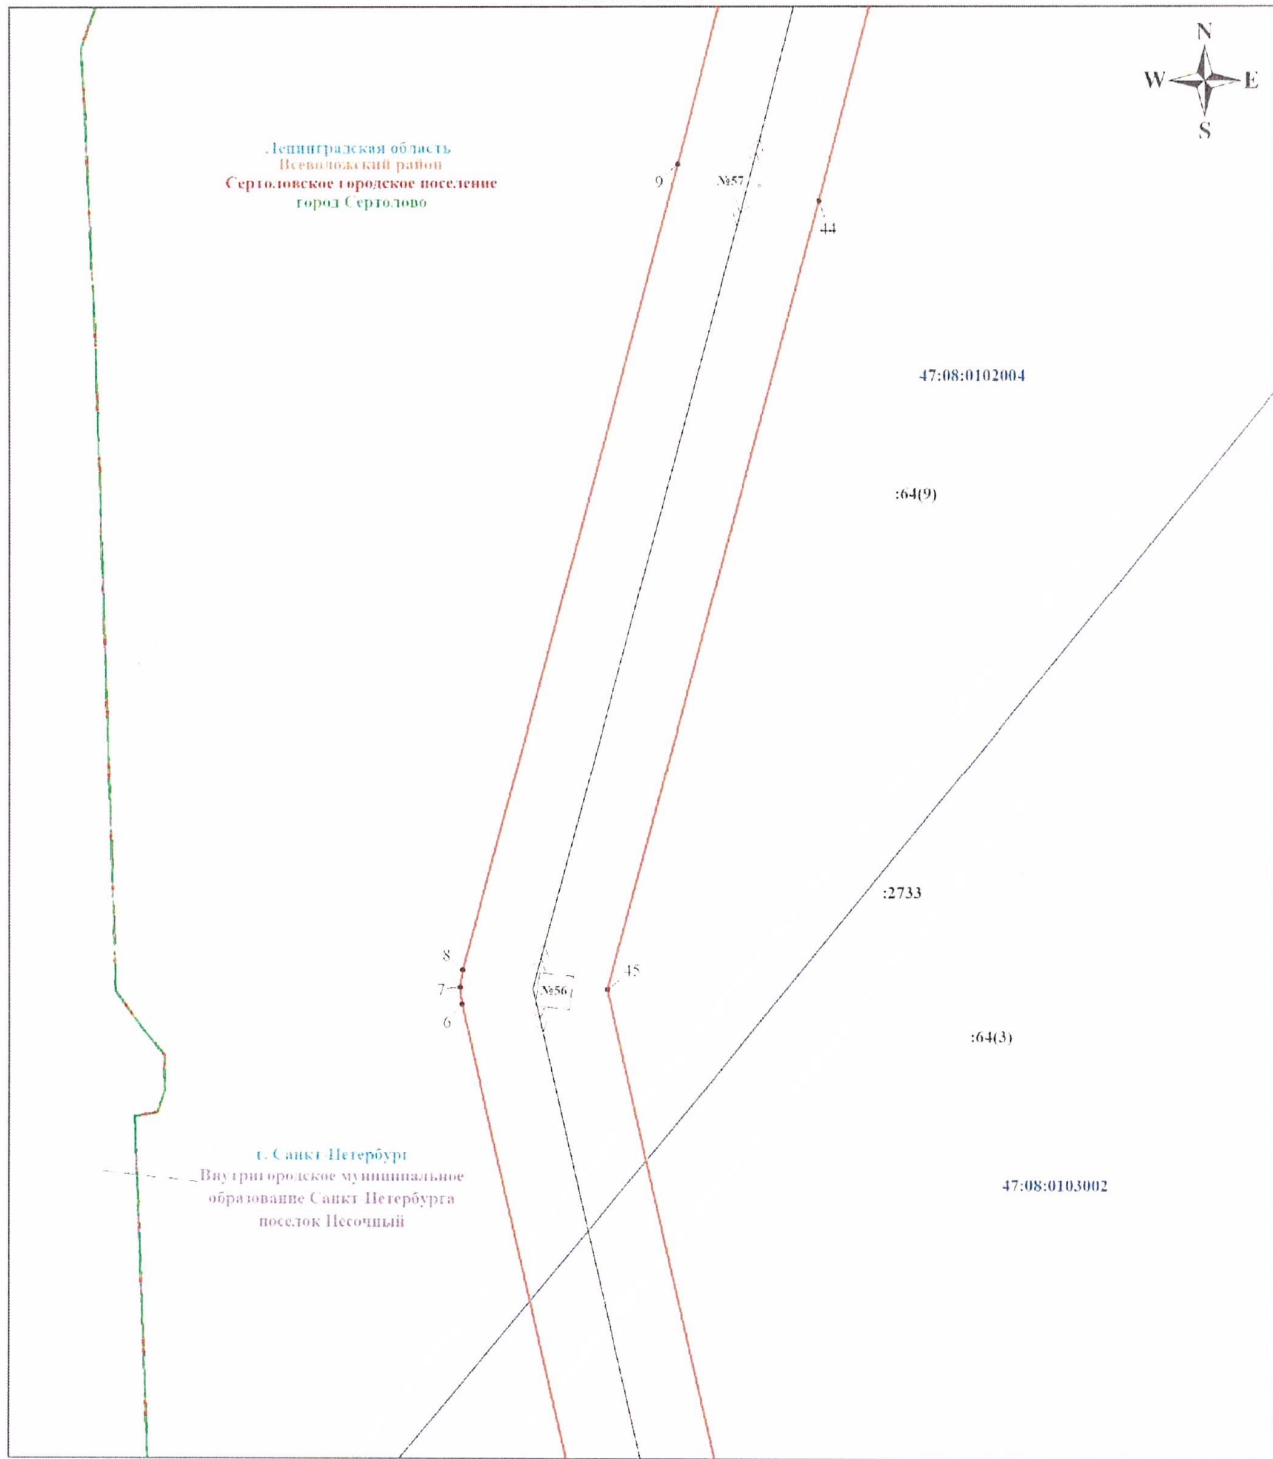 N
W E
S
Ленинградская область
Всеволожский район
Сертоловское городское поселение
город Сертолово
9
№57
44
47:08:0102004
:64(9)
:2733
8
7
6
№56
45
:64(3)
г. Санкт-Петербург
Внутригородское муниципальное
образование Санкт-Петербурга
поселок Песочный
47:08:0103002